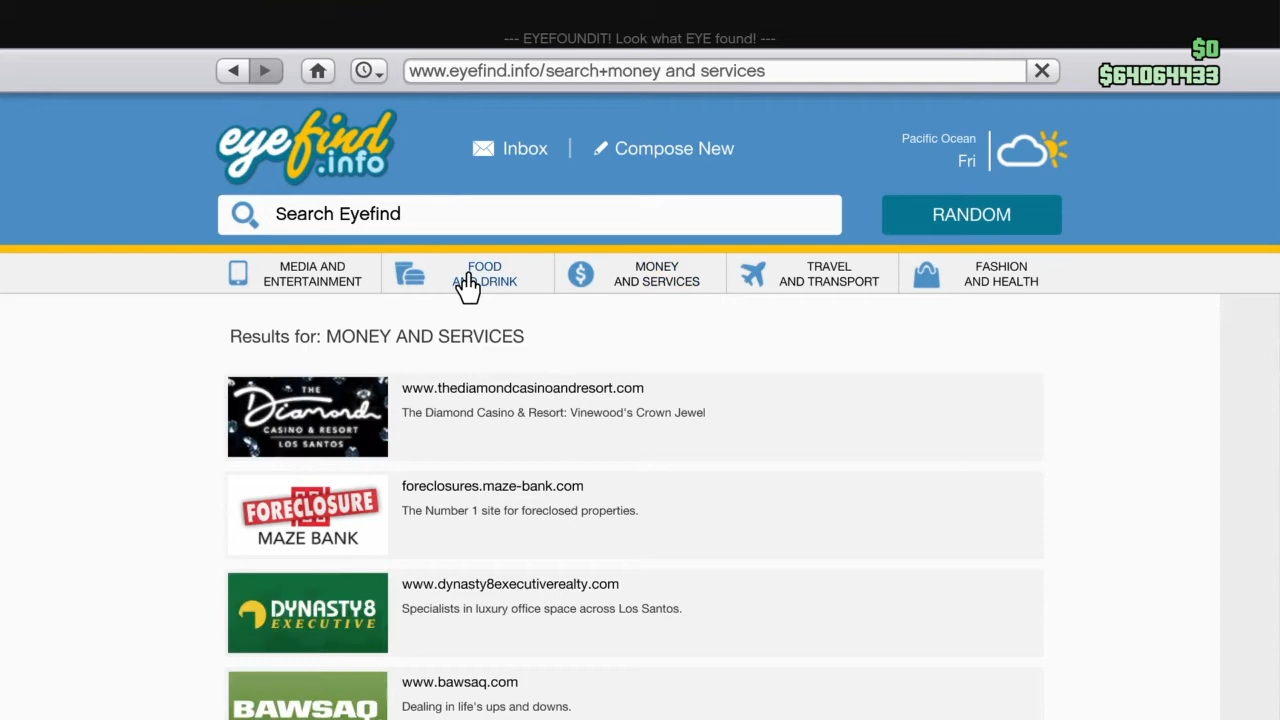 --- EYEFOUNDIT! Look what EYE found! ---
$0
www.eyefind.info/search+money and services
$64064433
eyefind.info
Inbox
Compose New
Pacific Ocean
Fri
Search Eyefind
RANDOM
MEDIA AND
ENTERTAINMENT
FOOD
AND DRINK
MONEY
AND SERVICES
TRAVEL
AND TRANSPORT
FASHION
AND HEALTH
Results for: MONEY AND SERVICES
THE
Diamond
CASINO & RESORT
LOS SANTOS
www.thediamondcasinoandresort.com
The Diamond Casino & Resort: Vinewood's Crown Jewel
FORECLOSURE
MAZE BANK
foreclosures.maze-bank.com
The Number 1 site for foreclosed properties.
DYNASTY8
EXECUTIVE
www.dynasty8executiverealty.com
Specialists in luxury office space across Los Santos.
BAWSAQ
www.bawsaq.com
Dealing in life's ups and downs.